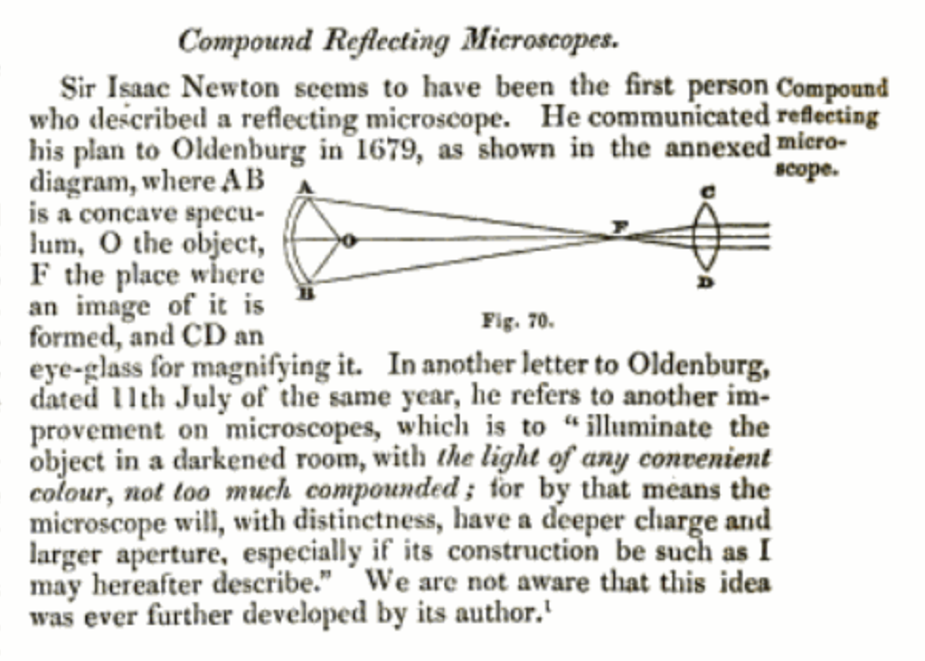 Compound Reflecting Microscopes.
Sir Isaac Newton seems to have been the first person
who described a reflecting microscope. He communicated
his plan to Oldenburg in 1679, as shown in the annexed
Compound
reflecting
micro-
scope.
diagram, where A B
is a concave specu-
lum, O the object,
F the place where
an image of it is
formed, and CD an
A
B
O
F
C
D
Fig. 70.
eye-glass for magnifying it. In another letter to Oldenburg,
dated 11th July of the same year, he refers to another im-
provement on microscopes, which is to “ illuminate the
object in a darkened room, with the light of any convenient
colour, not too much compounded ; for by that means the
microscope will, with distinctness, have a deeper charge and
larger aperture, especially if its construction be such as I
may hereafter describe.” We are not aware that this idea
was ever further developed by its author.¹